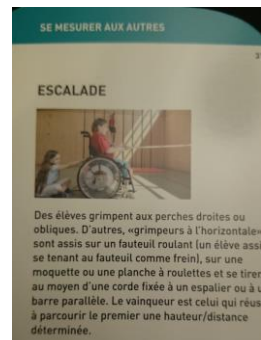 SE MESURER AUX AUTRES
ESCALADE
Des élèves grimpent aux perches droites ou
obliques. D'autres, «grimpeurs à l'horizontale»
sont assis sur un fauteuil roulant (un élève assi
se tenant au fauteuil comme frein), sur une
moquette ou une planche à roulettes et se tirer
au moyen d'une corde fixée à un espalier ou à u
barre parallèle. Le vainqueur est celui qui réus
à parcourir le premier une hauteur/distance
déterminée.